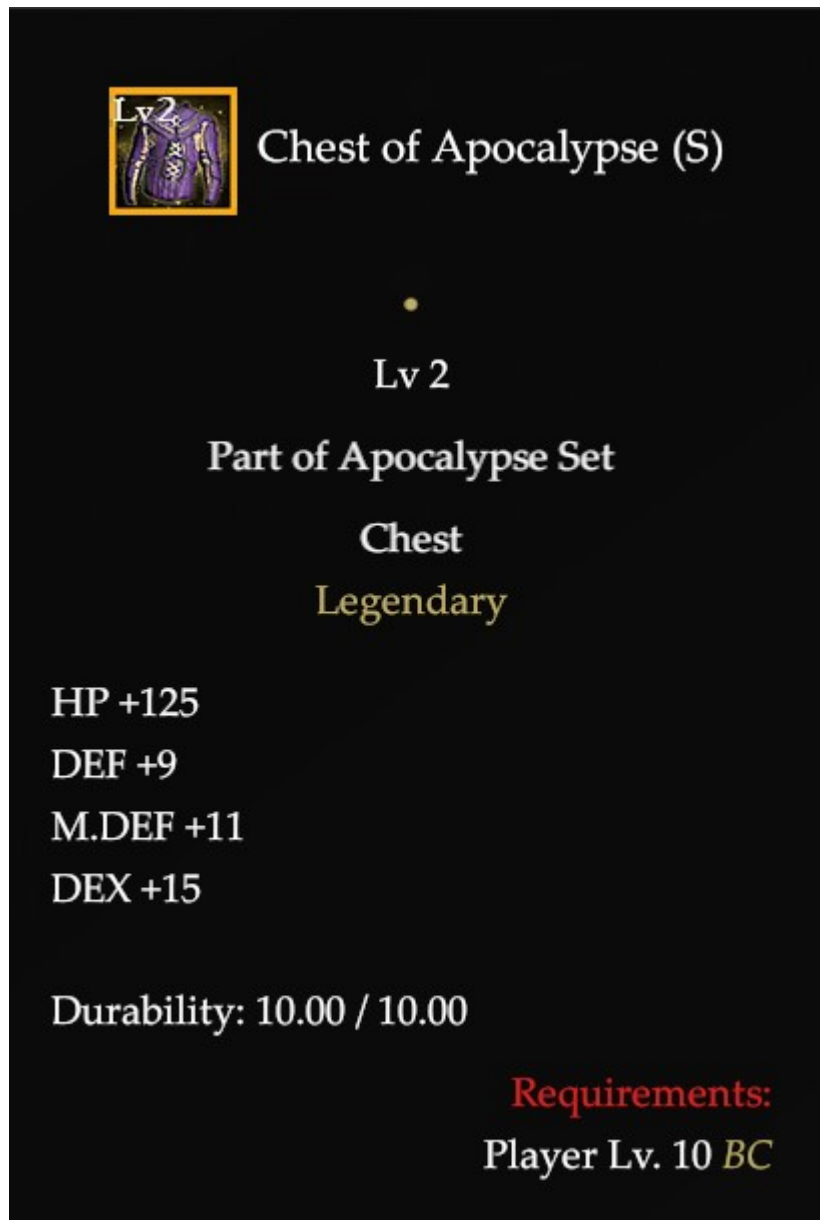 Lv2
Chest of Apocalypse (S)
Lv 2
Part of Apocalypse Set
Chest
Legendary
HP +125
DEF +9
M.DEF +11
DEX +15
Durability: 10.00 / 10.00
Requirements:
Player Lv. 10 BC